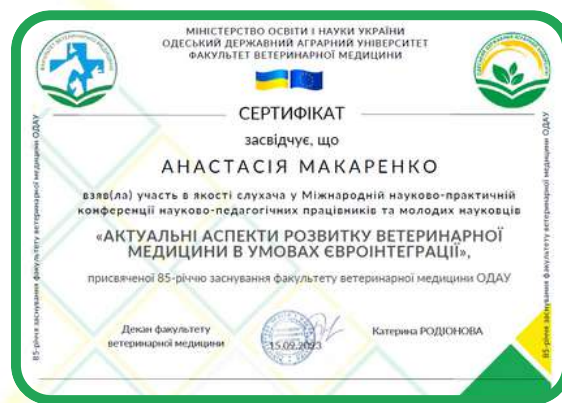 МІНІСТЕРСТВО ОСВІТИ І НАУКИ УКРАЇНИ
ОДЕСЬКИЙ ДЕРЖАВНИЙ АГРАРНИЙ УНІВЕРСИТЕТ
ФАКУЛЬТЕТ ВЕТЕРИНАРНОЇ МЕДИЦИНИ
СЕРТИФІКАТ
засвідчує, що
АНАСТАСІЯ МАКАРЕНКО
взяв(ла) участь в якості слухача у Міжнародній науково-практичній
конференції науково-педагогічних працівників та молодих науковців
«АКТУАЛЬНІ АСПЕКТИ РОЗВИТКУ ВЕТЕРИНАРНОЇ
МЕДИЦИНИ В УМОВАХ ЄВРОІНТЕГРАЦІЇ»,
присвяченої 85-річчю заснування факультету ветеринарної медицини ОДАУ
Декан факультету
ветеринарної медицини
15.09.2023
Катерина РОДІОНОВА
85-річчя заснування факультету ветеринарної медицини ОДАУ
85-річчя заснування факультету ветеринарної медицини ОДАУ